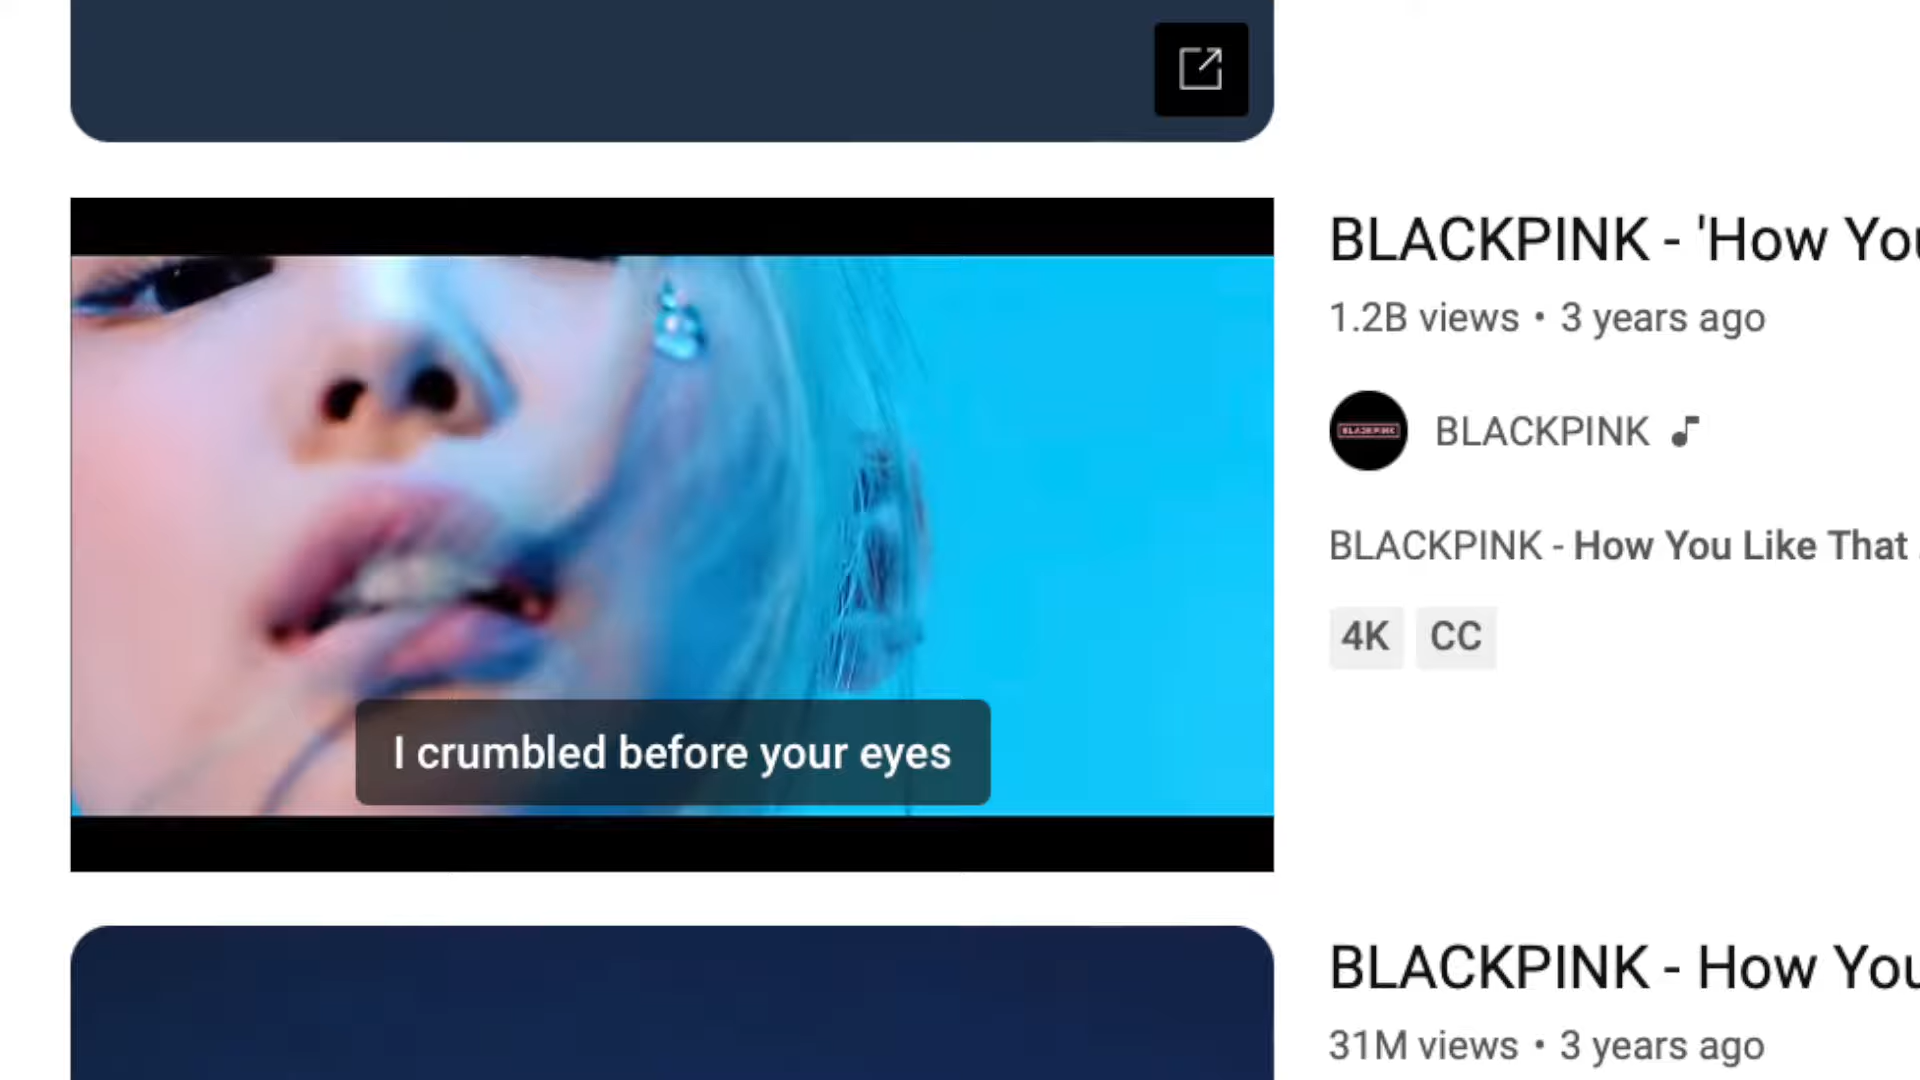 BLACKPINK - 'How You
1.2B views • 3 years ago
BLACKPINK
BLACKPINK
BLACKPINK - How You Like That
4K CC
I crumbled before your eyes
BLACKPINK - How You
31M views • 3 years ago